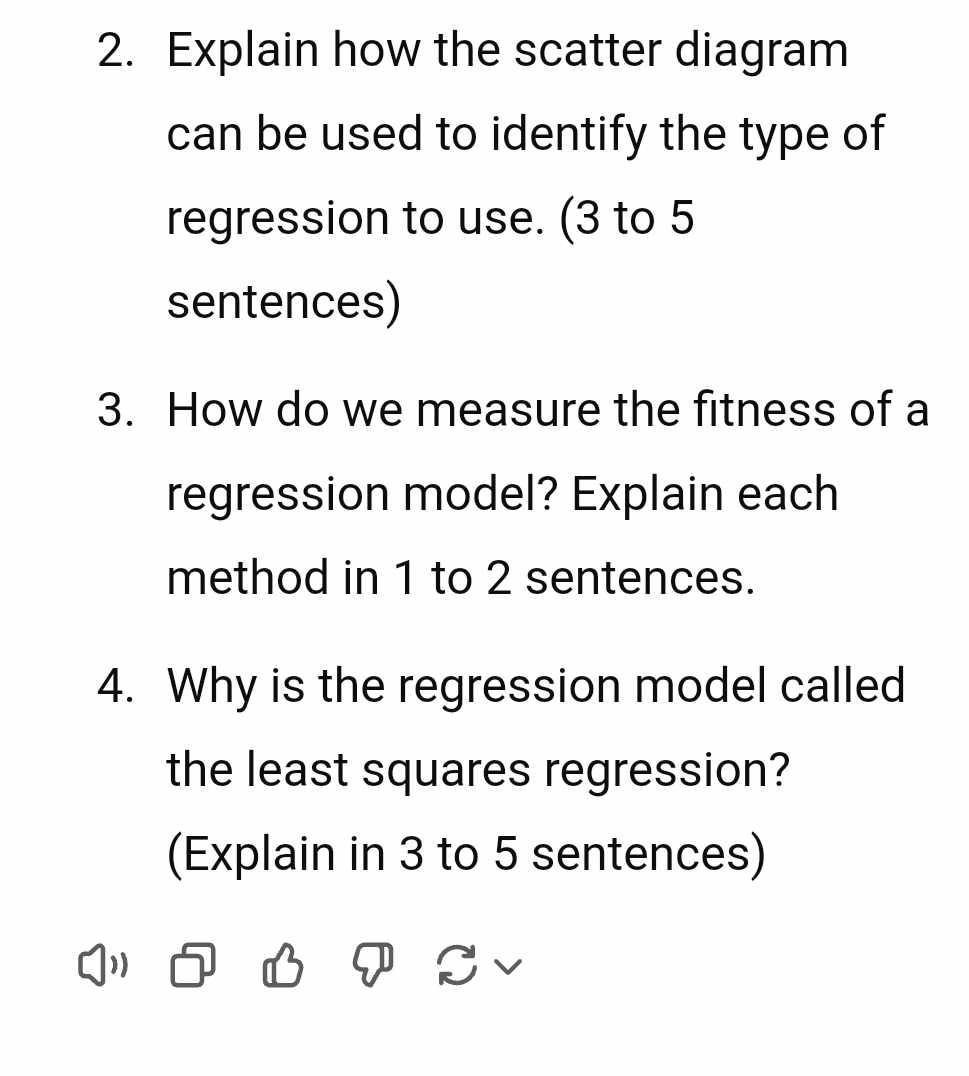 2. Explain how the scatter diagram
can be used to identify the type of
regression to use. (3 to 5
sentences)
3. How do we measure the fitness of a
regression model? Explain each
method in 1 to 2 sentences.
4. Why is the regression model called
the least squares regression?
(Explain in 3 to 5 sentences)